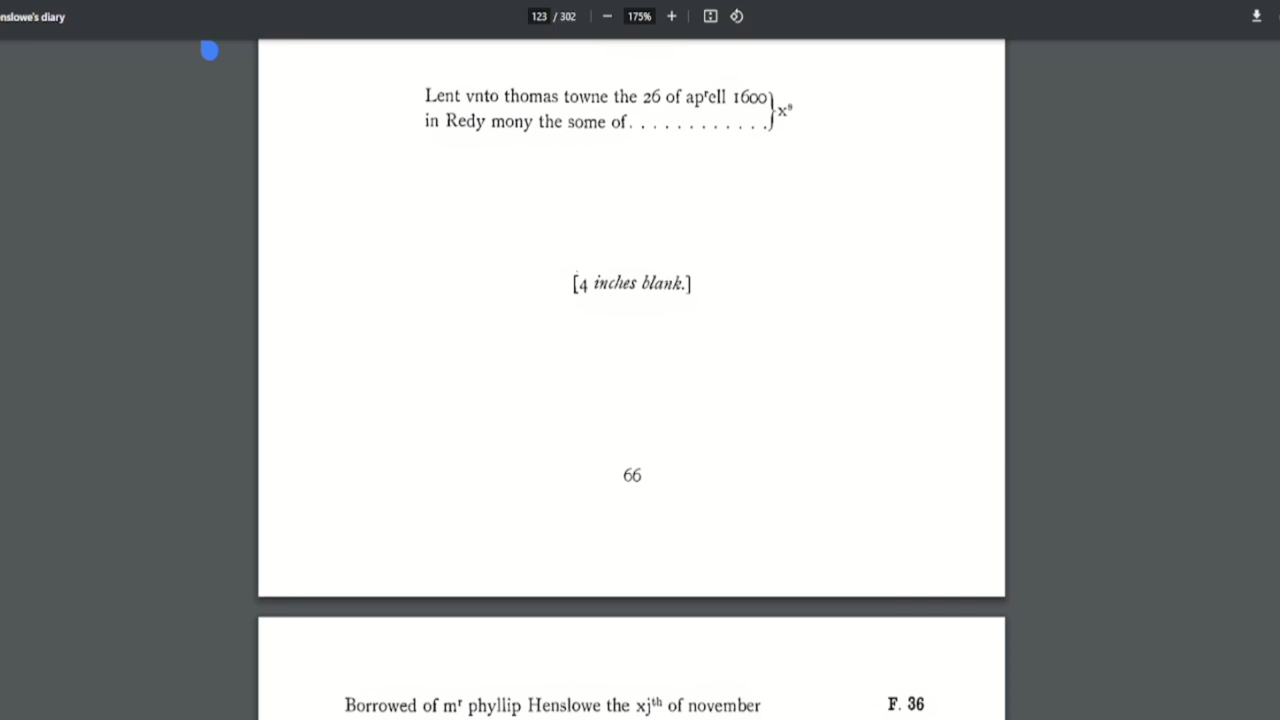 nslowe's diary
123 / 302
175%
Lent vnto thomas towne the 26 of apʳell 1600
in Redy mony the some of . . . . . . . . . . . . } xˢ
[4 inches blank.]
66
Borrowed of mʳ phyllip Henslowe the xjᵗʰ of november
F. 36